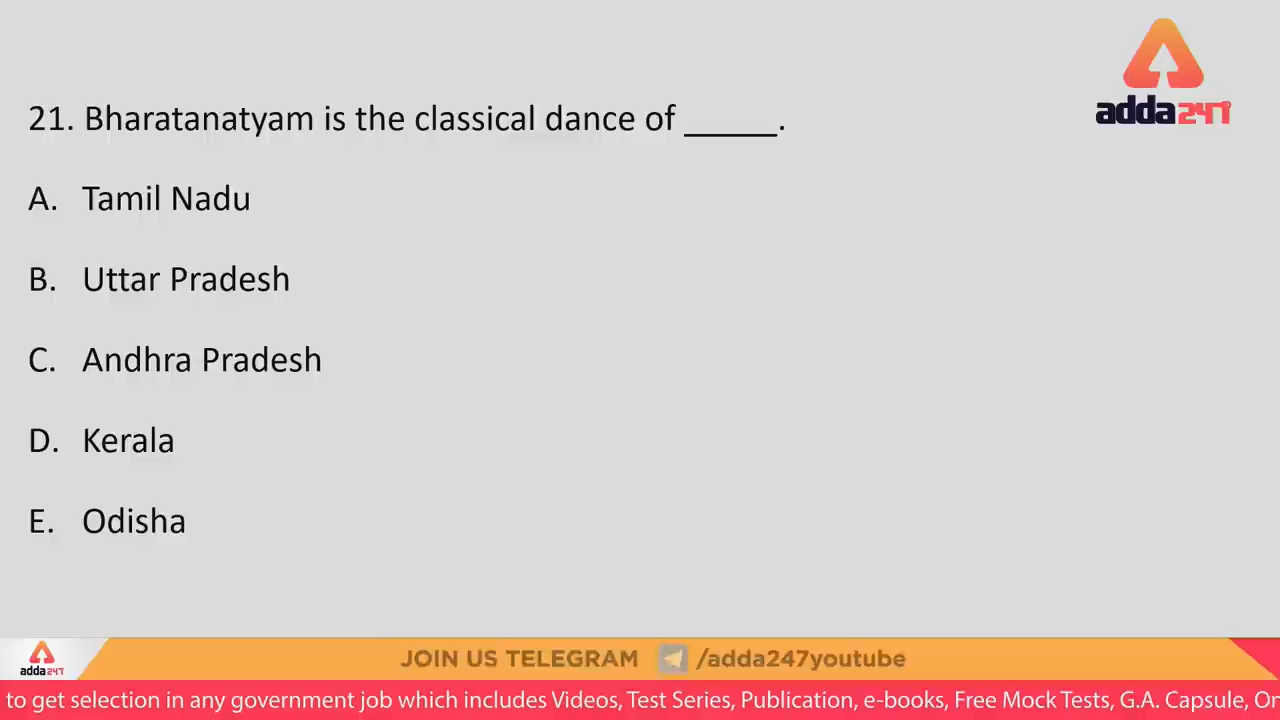 adda247
21. Bharatanatyam is the classical dance of _____.
A. Tamil Nadu
B. Uttar Pradesh
C. Andhra Pradesh
D. Kerala
E. Odisha
adda247
JOIN US TELEGRAM /adda247youtube
to get selection in any government job which includes Videos, Test Series, Publication, e-books, Free Mock Tests, G.A. Capsule, On